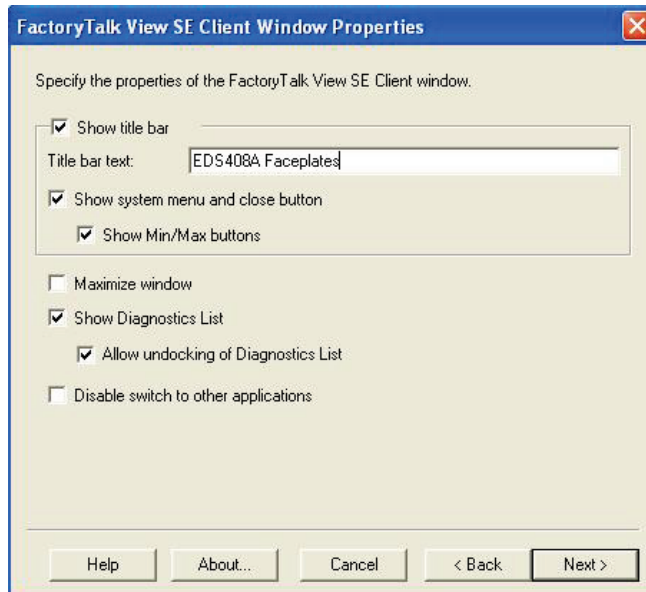 FactoryTalk View SE Client Window Properties
Specify the properties of the FactoryTalk View SE Client window.
Show title bar
Title bar text: EDS408A Faceplates
Show system menu and close button
Show Min/Max buttons
Maximize window
Show Diagnostics List
Allow undocking of Diagnostics List
Disable switch to other applications
Help About... Cancel < Back Next >